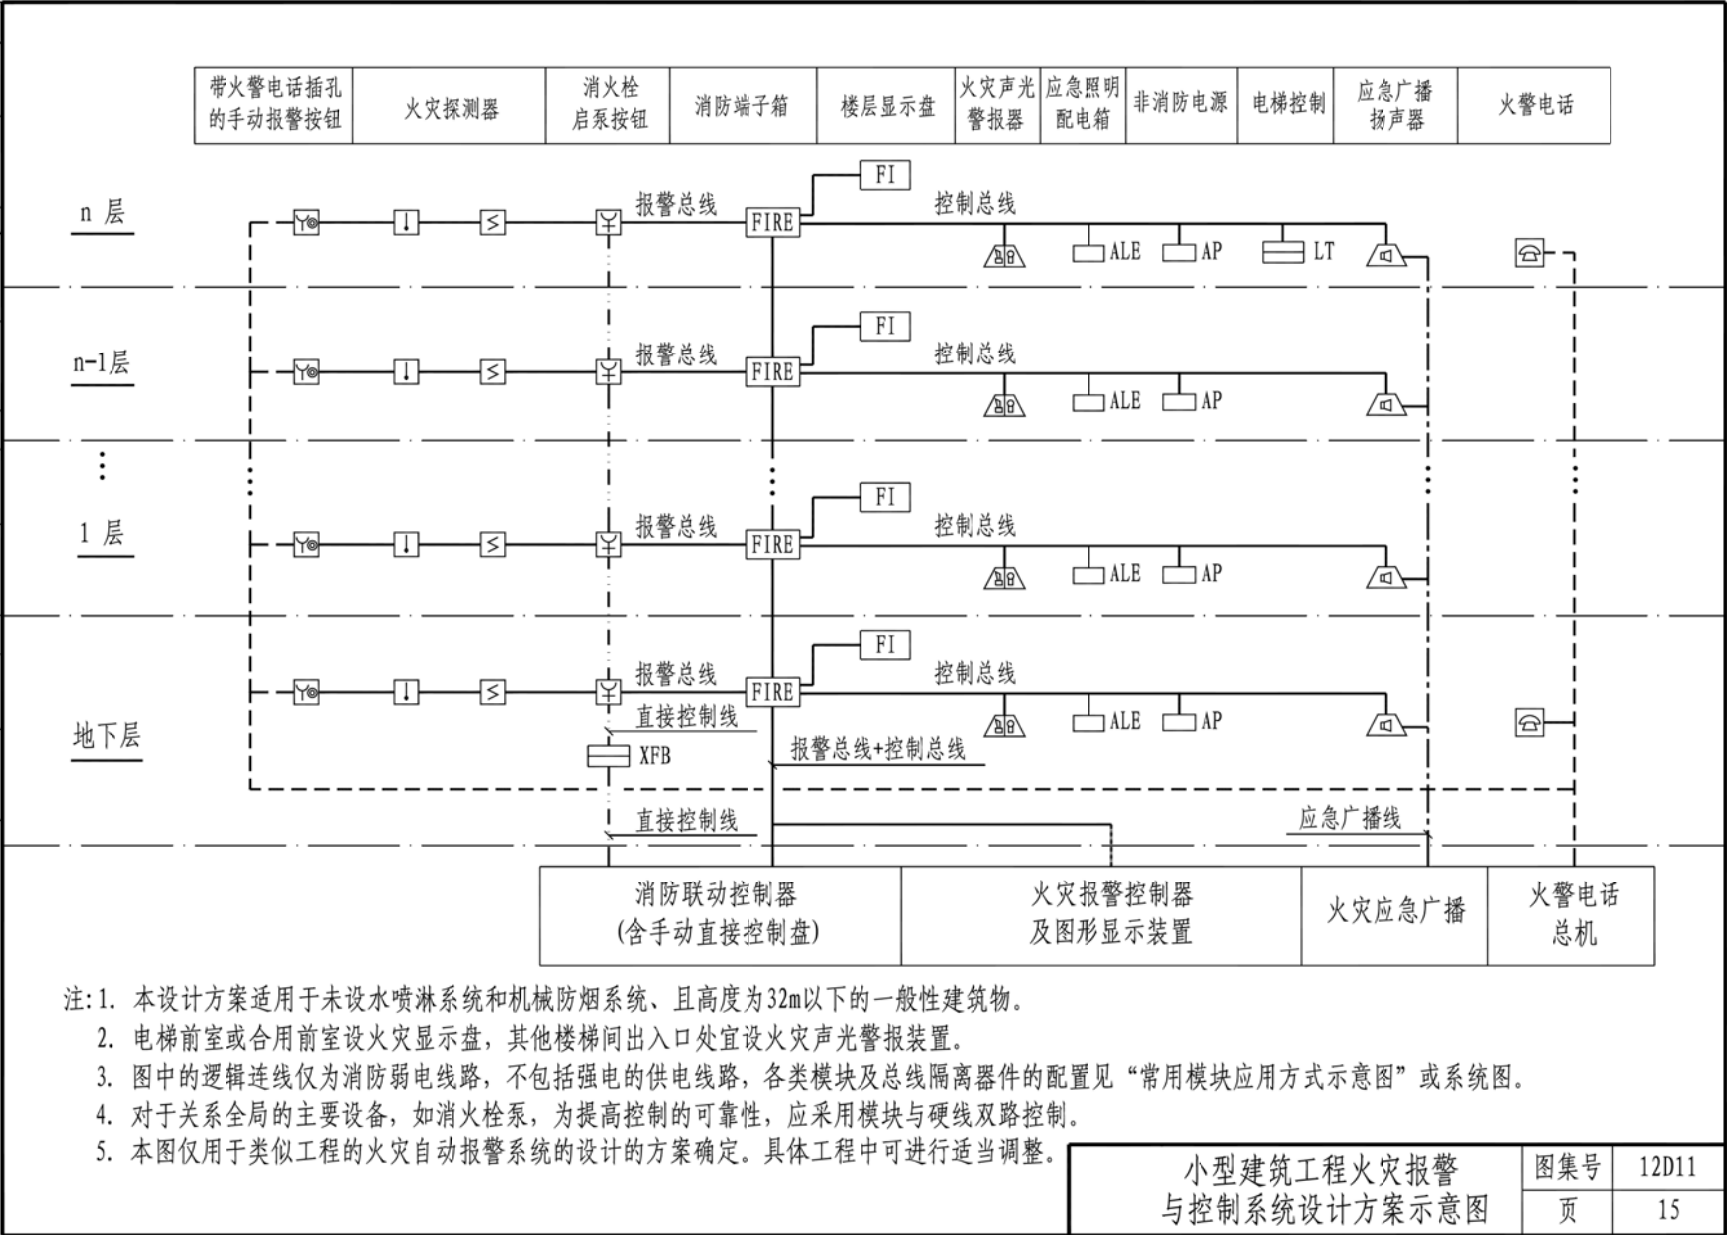 带火警电话插孔
的手动报警按钮
火灾探测器
消火栓
启泵按钮
消防端子箱
楼层显示盘
火灾声光
警报器
应急照明
配电箱
非消防电源
电梯控制
应急广播
扬声器
火警电话
n 层
报警总线
FIRE
FI
控制总线
ALE
AP
LT
n-1层
报警总线
FIRE
FI
控制总线
ALE
AP
1 层
报警总线
FIRE
FI
控制总线
ALE
AP
地下层
报警总线
FIRE
FI
控制总线
ALE
AP
直接控制线
XFB
报警总线+控制总线
直接控制线
应急广播线
消防联动控制器
(含手动直接控制盘)
火灾报警控制器
及图形显示装置
火灾应急广播
火警电话
总机
注:1. 本设计方案适用于未设水喷淋系统和机械防烟系统、且高度为32m以下的一般性建筑物。
2. 电梯前室或合用前室设火灾显示盘，其他楼梯间出入口处宜设火灾声光警报装置。
3. 图中的逻辑连线仅为消防弱电线路，不包括强电的供电线路，各类模块及总线隔离器件的配置见“常用模块应用方式示意图”或系统图。
4. 对于关系全局的主要设备，如消火栓泵，为提高控制的可靠性，应采用模块与硬线双路控制。
5. 本图仅用于类似工程的火灾自动报警系统的设计的方案确定。具体工程中可进行适当调整。
小型建筑工程火灾报警
与控制系统设计方案示意图
图集号
12D11
页
15